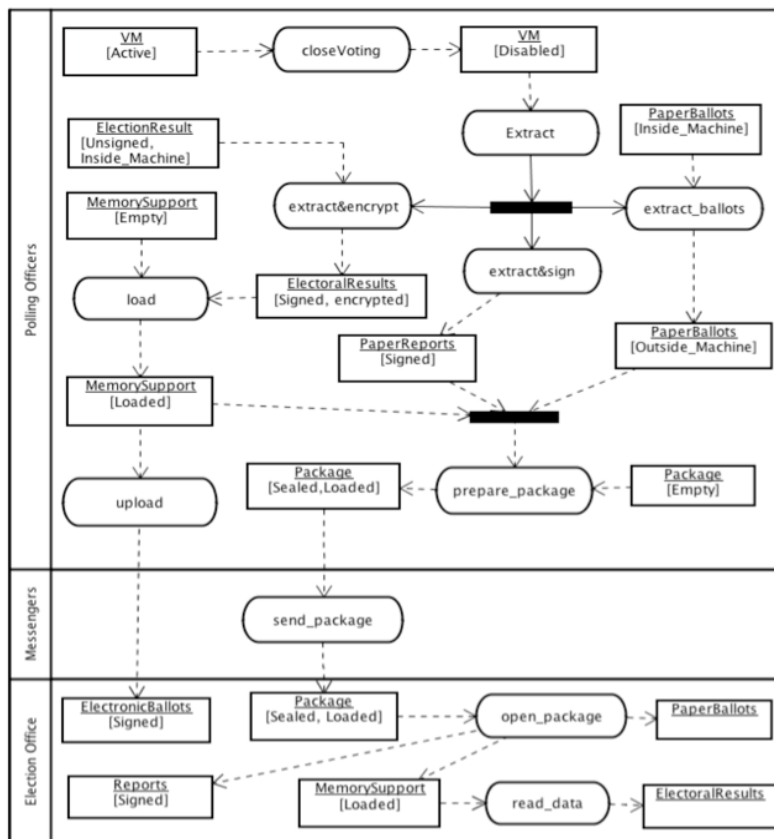 Polling Officers
VM
[Active]
closeVoting
VM
[Disabled]
Extract
ElectionResult
[Unsigned,
Inside_Machine]
PaperBallots
[Inside_Machine]
MemorySupport
[Empty]
extract&encrypt
extract_ballots
extract&sign
load
ElectoralResults
[Signed, encrypted]
PaperReports
[Signed]
PaperBallots
[Outside_Machine]
MemorySupport
[Loaded]
upload
Package
[Sealed,Loaded]
prepare_package
Package
[Empty]
Messengers
send_package
Election Office
ElectronicBallots
[Signed]
Package
[Sealed, Loaded]
open_package
PaperBallots
Reports
[Signed]
MemorySupport
[Loaded]
read_data
ElectoralResults